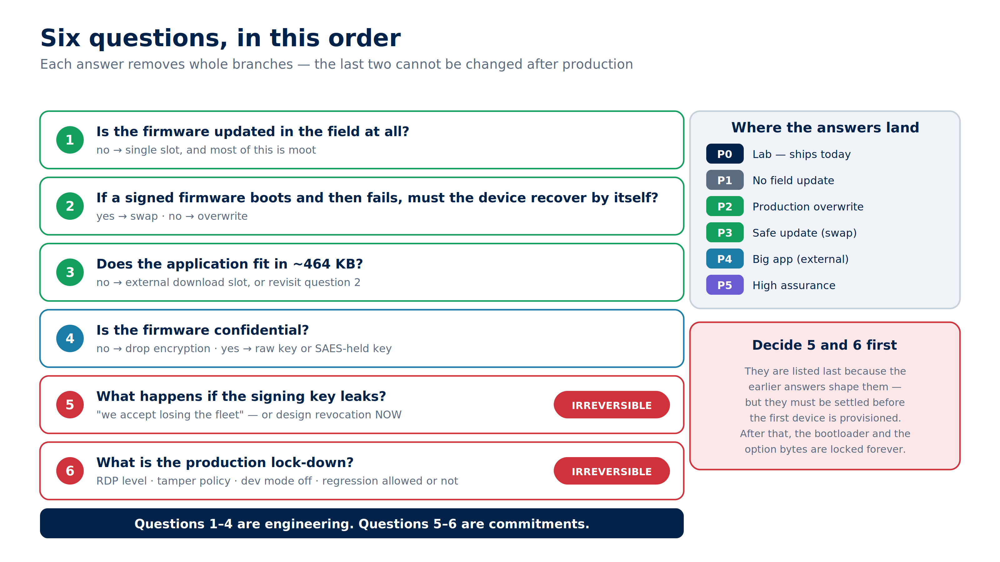 Six questions, in this order
Each answer removes whole branches — the last two cannot be changed after production
1
Is the firmware updated in the field at all?
no → single slot, and most of this is moot
2
If a signed firmware boots and then fails, must the device recover by itself?
yes → swap · no → overwrite
3
Does the application fit in ~464 KB?
no → external download slot, or revisit question 2
4
Is the firmware confidential?
no → drop encryption · yes → raw key or SAES-held key
5
What happens if the signing key leaks?
"we accept losing the fleet" — or design revocation NOW
IRREVERSIBLE
6
What is the production lock-down?
RDP level · tamper policy · dev mode off · regression allowed or not
IRREVERSIBLE
Questions 1–4 are engineering. Questions 5–6 are commitments.
Where the answers land
P0 Lab — ships today
P1 No field update
P2 Production overwrite
P3 Safe update (swap)
P4 Big app (external)
P5 High assurance
Decide 5 and 6 first
They are listed last because the
earlier answers shape them —
but they must be settled before
the first device is provisioned.
After that, the bootloader and the
option bytes are locked forever.